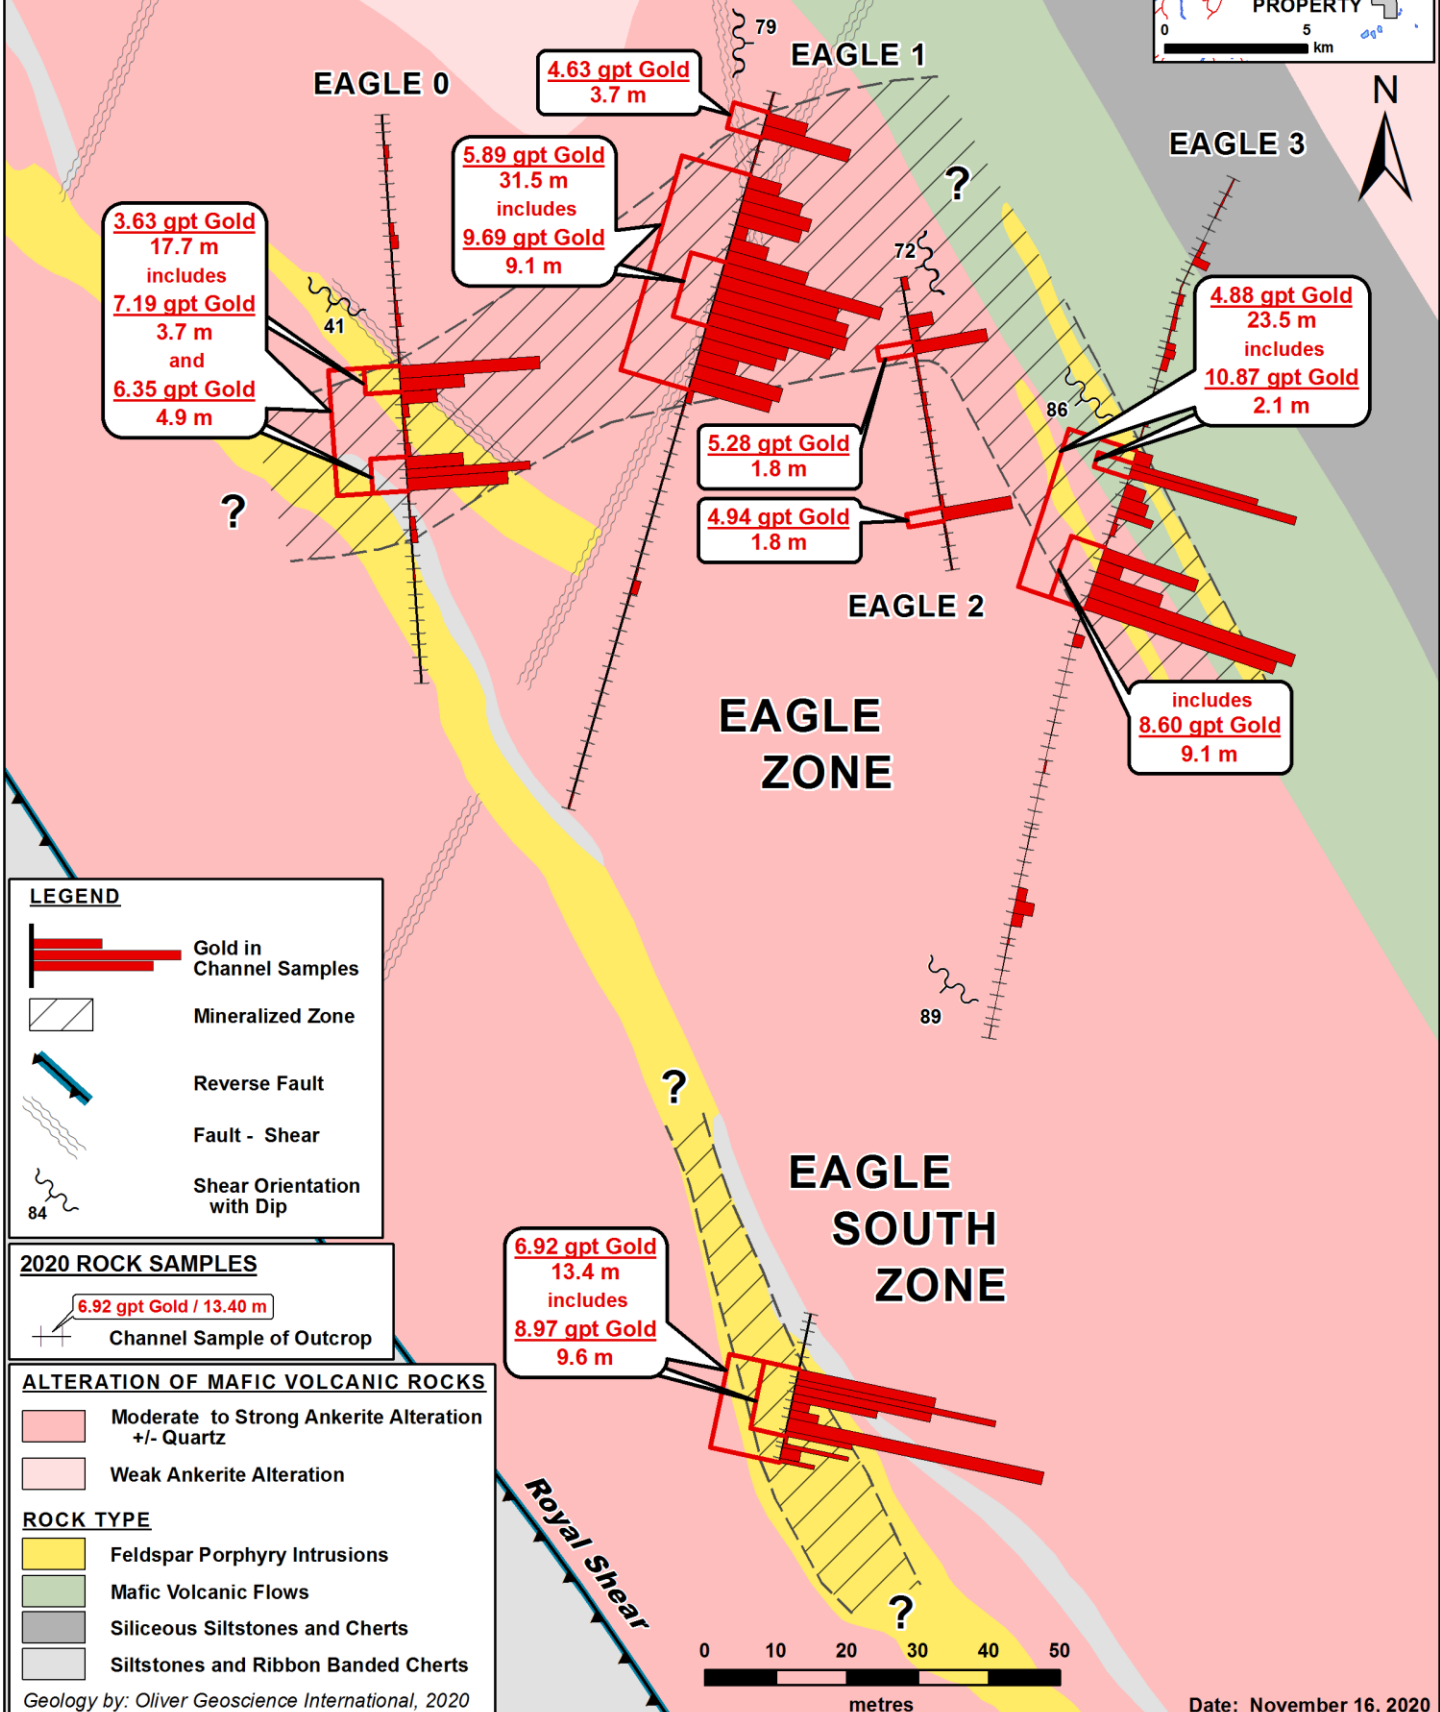 PROPERTY
0 5
km
N
79
EAGLE 1
EAGLE 0
4.63 gpt Gold
3.7 m
EAGLE 3
5.89 gpt Gold
31.5 m
includes
9.69 gpt Gold
9.1 m
?
3.63 gpt Gold
17.7 m
includes
7.19 gpt Gold
3.7 m
and
6.35 gpt Gold
4.9 m
72
41
4.88 gpt Gold
23.5 m
includes
10.87 gpt Gold
2.1 m
86
5.28 gpt Gold
1.8 m
?
4.94 gpt Gold
1.8 m
EAGLE 2
EAGLE
ZONE
includes
8.60 gpt Gold
9.1 m
89
?
EAGLE
SOUTH
ZONE
6.92 gpt Gold
13.4 m
includes
8.97 gpt Gold
9.6 m
Royal Shear
?
LEGEND
Gold in
Channel Samples
Mineralized Zone
Reverse Fault
Fault - Shear
Shear Orientation
with Dip
84
2020 ROCK SAMPLES
6.92 gpt Gold / 13.40 m
Channel Sample of Outcrop
ALTERATION OF MAFIC VOLCANIC ROCKS
Moderate to Strong Ankerite Alteration
+/- Quartz
Weak Ankerite Alteration
ROCK TYPE
Feldspar Porphyry Intrusions
Mafic Volcanic Flows
Siliceous Siltstones and Cherts
Siltstones and Ribbon Banded Cherts
Geology by: Oliver Geoscience International, 2020
0 10 20 30 40 50
metres
Date: November 16, 2020